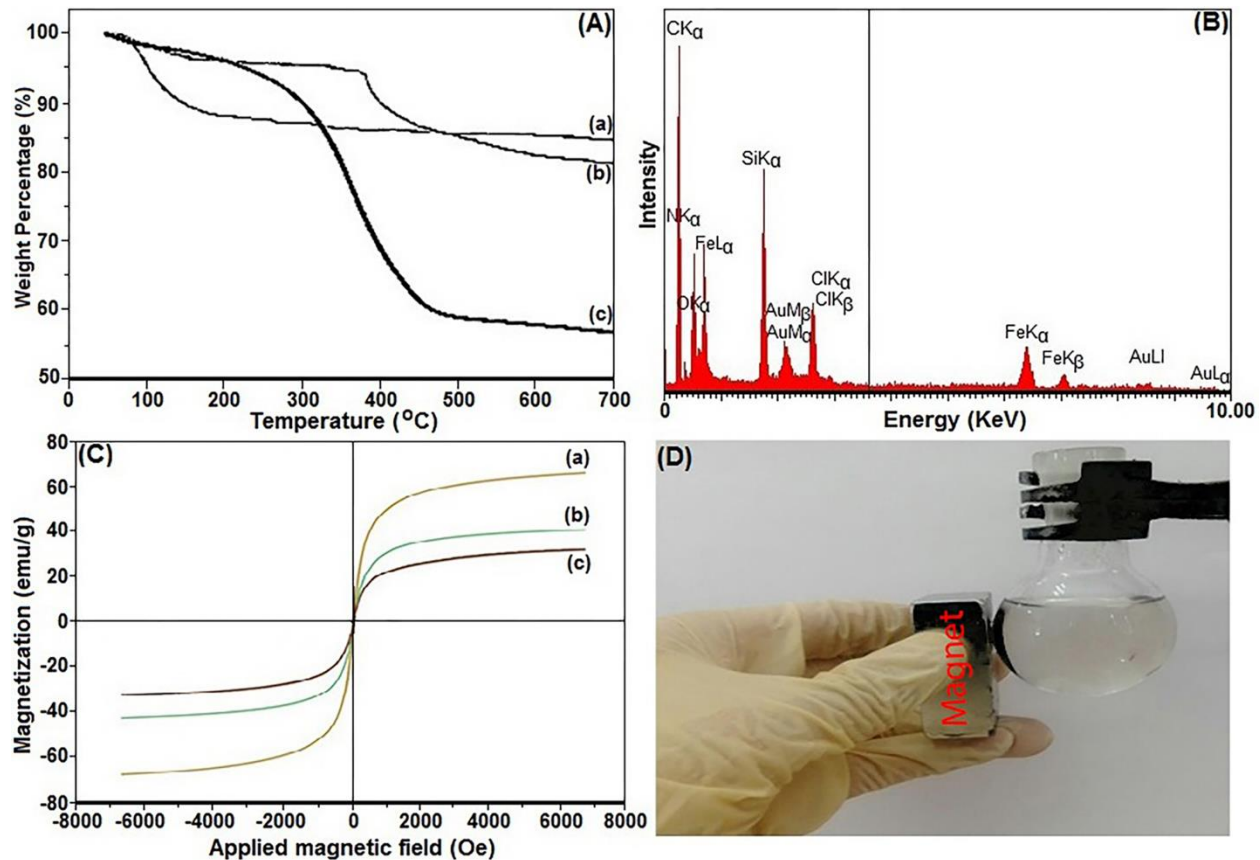 (A)
100
90
80
70
60
50
Weight Percentage (%)
(a)
(b)
(c)
0 100 200 300 400 500 600 700
Temperature (OC)
(B)
CKα
NKα
OKα
FeLα
SiKα
AuMβ
AuMα
ClKα
ClKβ
FeKα
FeKβ
AuLl
AuLα
Intensity
0 10.00
Energy (KeV)
(C)
80
60
40
20
0
-20
-40
-60
-80
Magnetization (emu/g)
(a)
(b)
(c)
-8000 -6000 -4000 -2000 0 2000 4000 6000 8000
Applied magnetic field (Oe)
(D)
Magnet